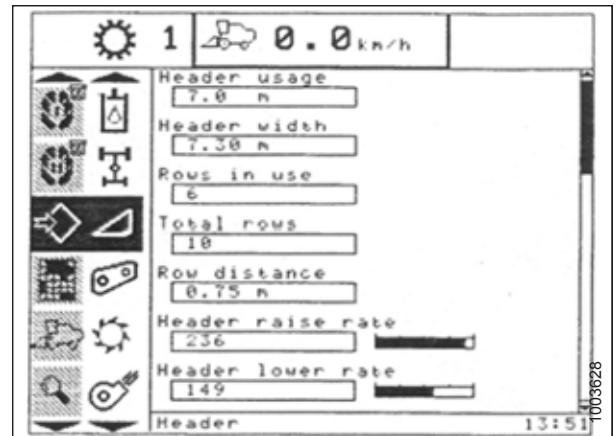 1 0.0 km/h
Header usage
7.0 m
Header width
7.30 m
Rows in use
6
Total rows
10
Row distance
0.75 m
Header raise rate
236
Header lower rate
149
Header 13:51
1003628